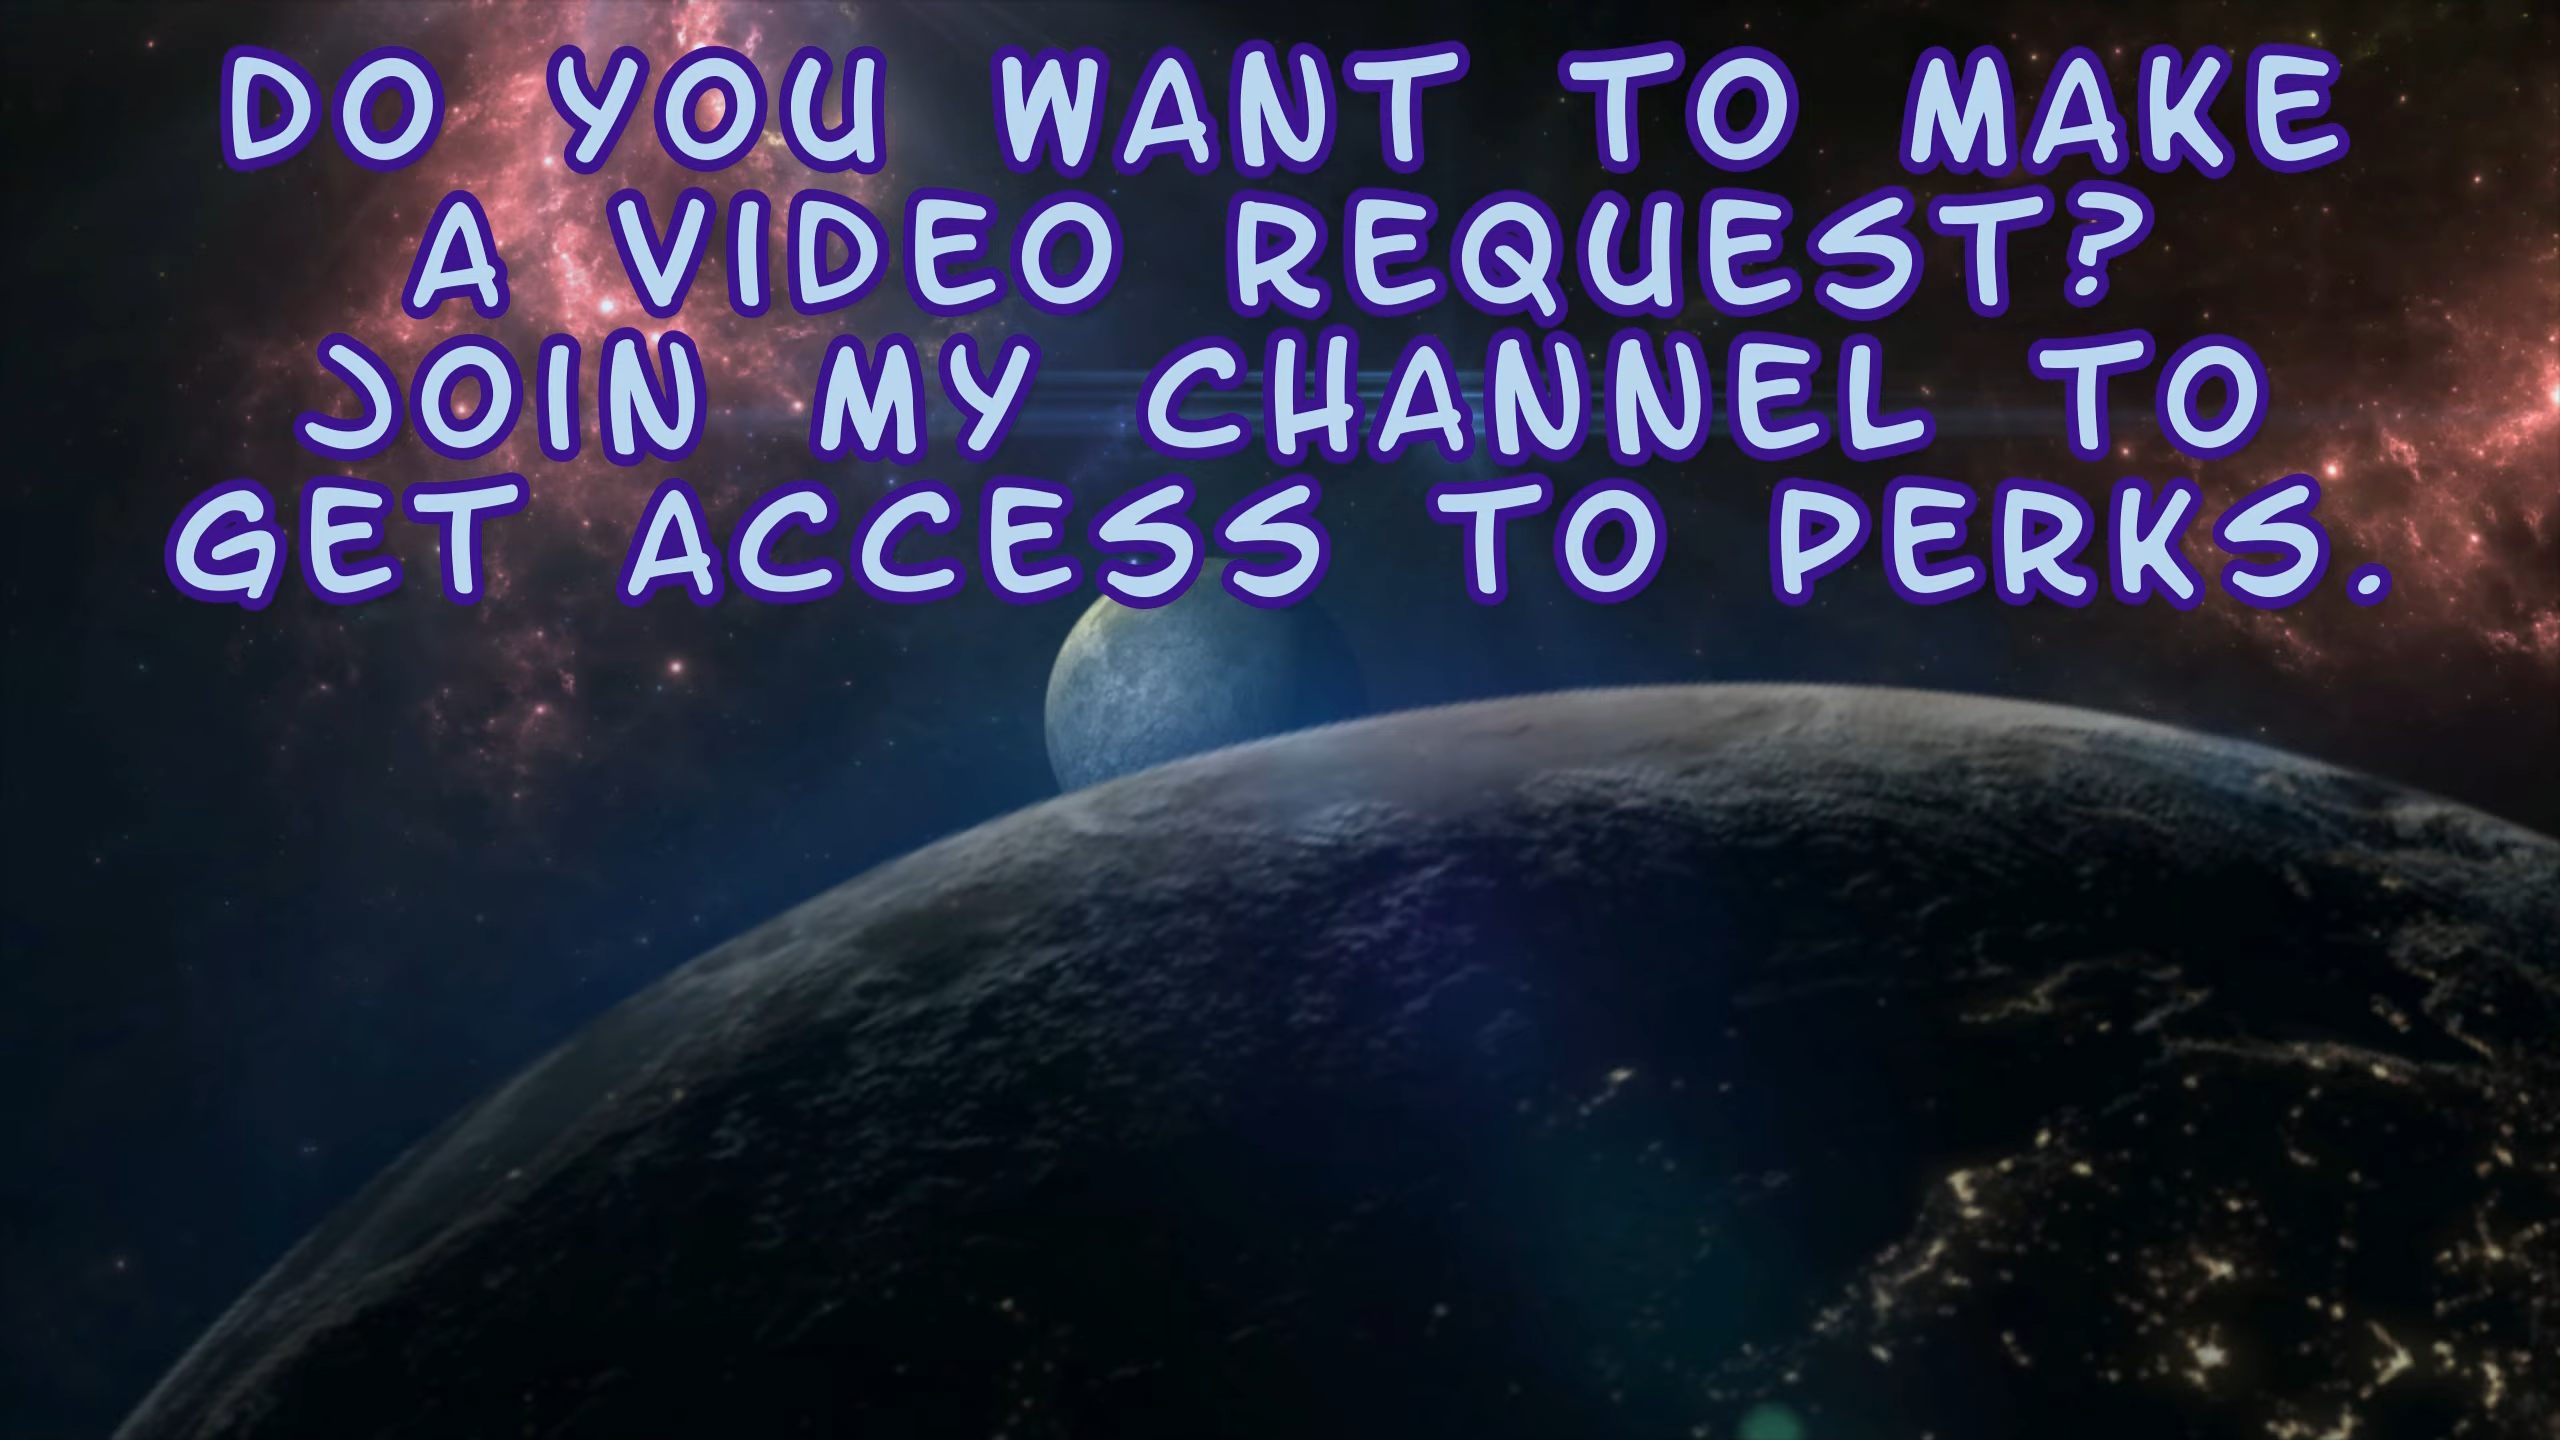 DO YOU WANT TO MAKE
A VIDEO REQUEST?
JOIN MY CHANNEL TO
GET ACCESS TO PERKS.